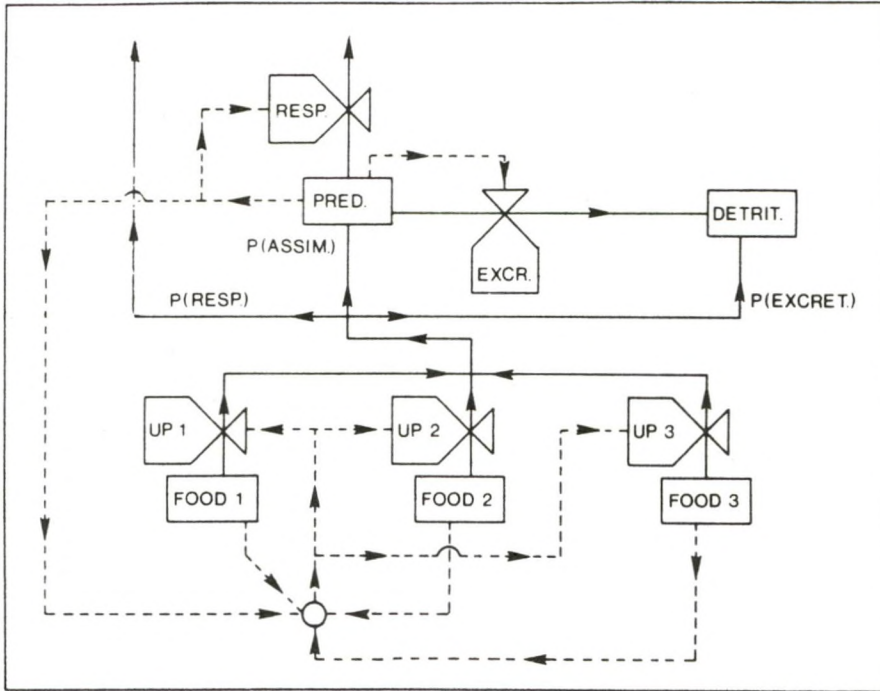 RESP.
PRED.
DETRIT.
P(ASSIM.)
EXCR.
P(RESP.)
P(EXCRET.)
UP 1
UP 2
UP 3
FOOD 1
FOOD 2
FOOD 3